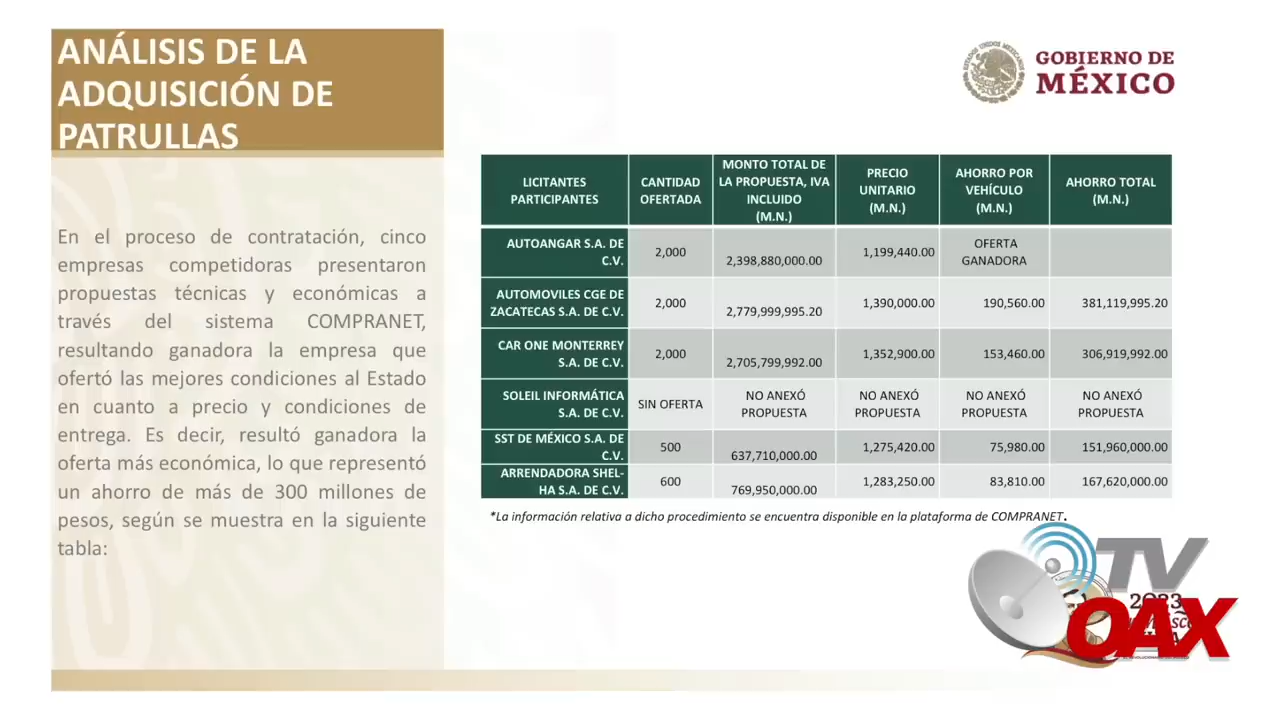 ANÁLISIS DE LA
ADQUISICIÓN DE
PATRULLAS
En el proceso de contratación, cinco
empresas competidoras presentaron
propuestas técnicas y económicas a
través del sistema COMPRANET,
resultando ganadora la empresa que
ofertó las mejores condiciones al Estado
en cuanto a precio y condiciones de
entrega. Es decir, resultó ganadora la
oferta más económica, lo que representó
un ahorro de más de 300 millones de
pesos, según se muestra en la siguiente
tabla:
GOBIERNO DE
MÉXICO
LICITANTES PARTICIPANTES CANTIDAD OFERTADA MONTO TOTAL DE LA PROPUESTA, IVA INCLUIDO (M.N.) PRECIO UNITARIO (M.N.) AHORRO POR VEHÍCULO (M.N.) AHORRO TOTAL (M.N.)
AUTOANGAR S.A. DE C.V. 2,000 2,398,880,000.00 1,199,440.00 OFERTA GANADORA
AUTOMOVILES CGE DE ZACATECAS S.A. DE C.V. 2,000 2,779,999,995.20 1,390,000.00 190,560.00 381,119,995.20
CAR ONE MONTERREY S.A. DE C.V. 2,000 2,705,799,992.00 1,352,900.00 153,460.00 306,919,992.00
SOLEIL INFORMÁTICA S.A. DE C.V. SIN OFERTA NO ANEXÓ PROPUESTA NO ANEXÓ PROPUESTA NO ANEXÓ PROPUESTA NO ANEXÓ PROPUESTA
SST DE MÉXICO S.A. DE C.V. 500 637,710,000.00 1,275,420.00 75,980.00 151,960,000.00
ARRENDADORA SHEL-HA S.A. DE C.V. 600 769,950,000.00 1,283,250.00 83,810.00 167,620,000.00
*La información relativa a dicho procedimiento se encuentra disponible en la plataforma de COMPRANET.
TV
2023
OAX